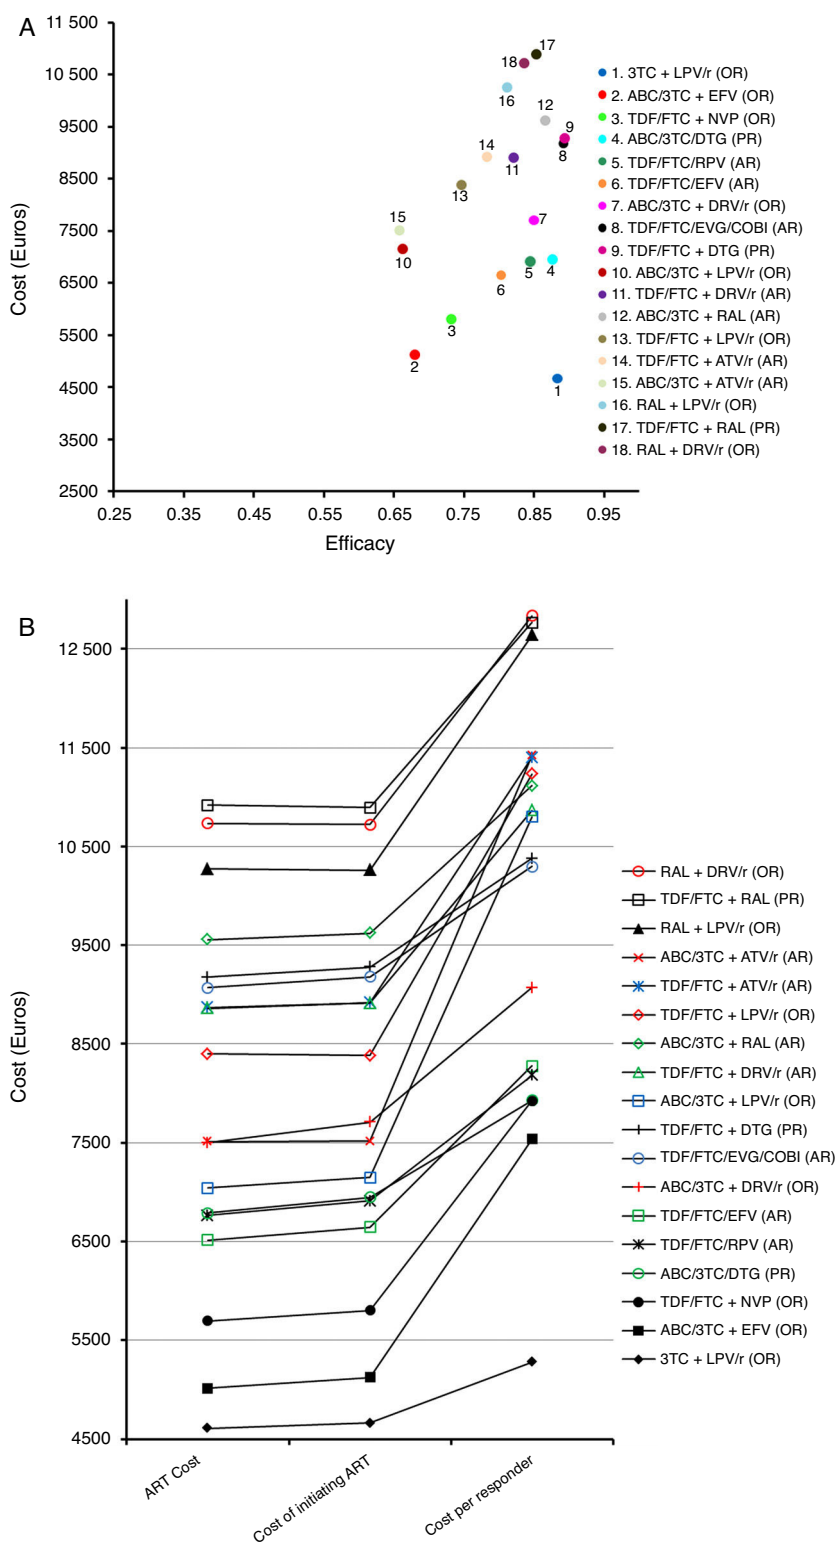 A
11 500
10 500
9500
8500
7500
6500
5500
4500
3500
2500
Cost (Euros)
0.25
0.35
0.45
0.55
0.65
0.75
0.85
0.95
Efficacy
17
18
16
12
9
8
14
11
13
15
10
7
5
4
6
3
2
1
1. 3TC + LPV/r (OR)
2. ABC/3TC + EFV (OR)
3. TDF/FTC + NVP (OR)
4. ABC/3TC/DTG (PR)
5. TDF/FTC/RPV (AR)
6. TDF/FTC/EFV (AR)
7. ABC/3TC + DRV/r (OR)
8. TDF/FTC/EVG/COBI (AR)
9. TDF/FTC + DTG (PR)
10. ABC/3TC + LPV/r (OR)
11. TDF/FTC + DRV/r (AR)
12. ABC/3TC + RAL (AR)
13. TDF/FTC + LPV/r (OR)
14. TDF/FTC + ATV/r (AR)
15. ABC/3TC + ATV/r (AR)
16. RAL + LPV/r (OR)
17. TDF/FTC + RAL (PR)
18. RAL + DRV/r (OR)
B
12 500
11 500
10 500
9500
8500
7500
6500
5500
4500
Cost (Euros)
ART Cost
Cost of initiating ART
Cost per responder
RAL + DRV/r (OR)
TDF/FTC + RAL (PR)
RAL + LPV/r (OR)
ABC/3TC + ATV/r (AR)
TDF/FTC + ATV/r (AR)
TDF/FTC + LPV/r (OR)
ABC/3TC + RAL (AR)
TDF/FTC + DRV/r (AR)
ABC/3TC + LPV/r (OR)
TDF/FTC + DTG (PR)
TDF/FTC/EVG/COBI (AR)
ABC/3TC + DRV/r (OR)
TDF/FTC/EFV (AR)
TDF/FTC/RPV (AR)
ABC/3TC/DTG (PR)
TDF/FTC + NVP (OR)
ABC/3TC + EFV (OR)
3TC + LPV/r (OR)